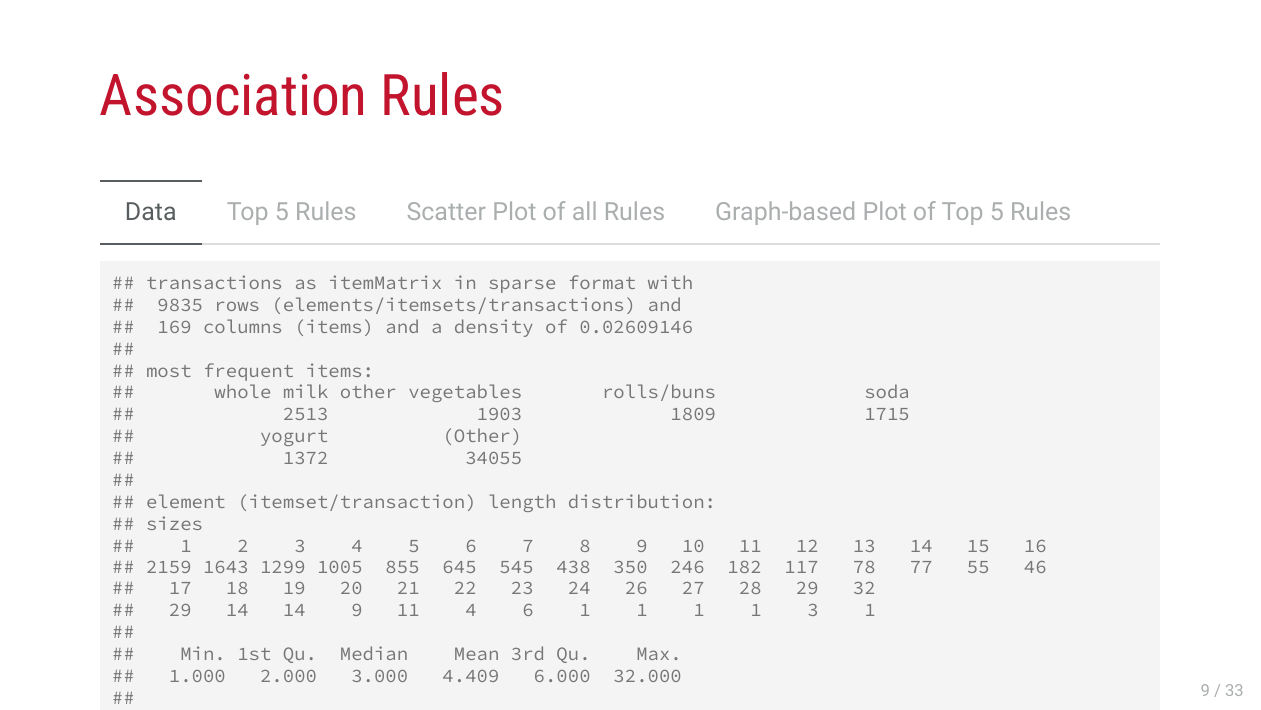 Association Rules
Data Top 5 Rules Scatter Plot of all Rules Graph-based Plot of Top 5 Rules
## transactions as itemMatrix in sparse format with
##  9835 rows (elements/itemsets/transactions) and
##  169 columns (items) and a density of 0.02609146
##
## most frequent items:
##       whole milk other vegetables       rolls/buns             soda
##             2513             1903             1809             1715
##           yogurt          (Other)
##             1372            34055
##
## element (itemset/transaction) length distribution:
## sizes
##    1    2    3    4    5    6    7    8    9   10   11   12   13   14   15   16
## 2159 1643 1299 1005  855  645  545  438  350  246  182  117   78   77   55   46
##   17   18   19   20   21   22   23   24   26   27   28   29   32
##   29   14   14    9   11    4    6    1    1    1    1    3    1
##
##    Min. 1st Qu.  Median    Mean 3rd Qu.    Max.
##   1.000   2.000   3.000   4.409   6.000  32.000
##
9 / 33